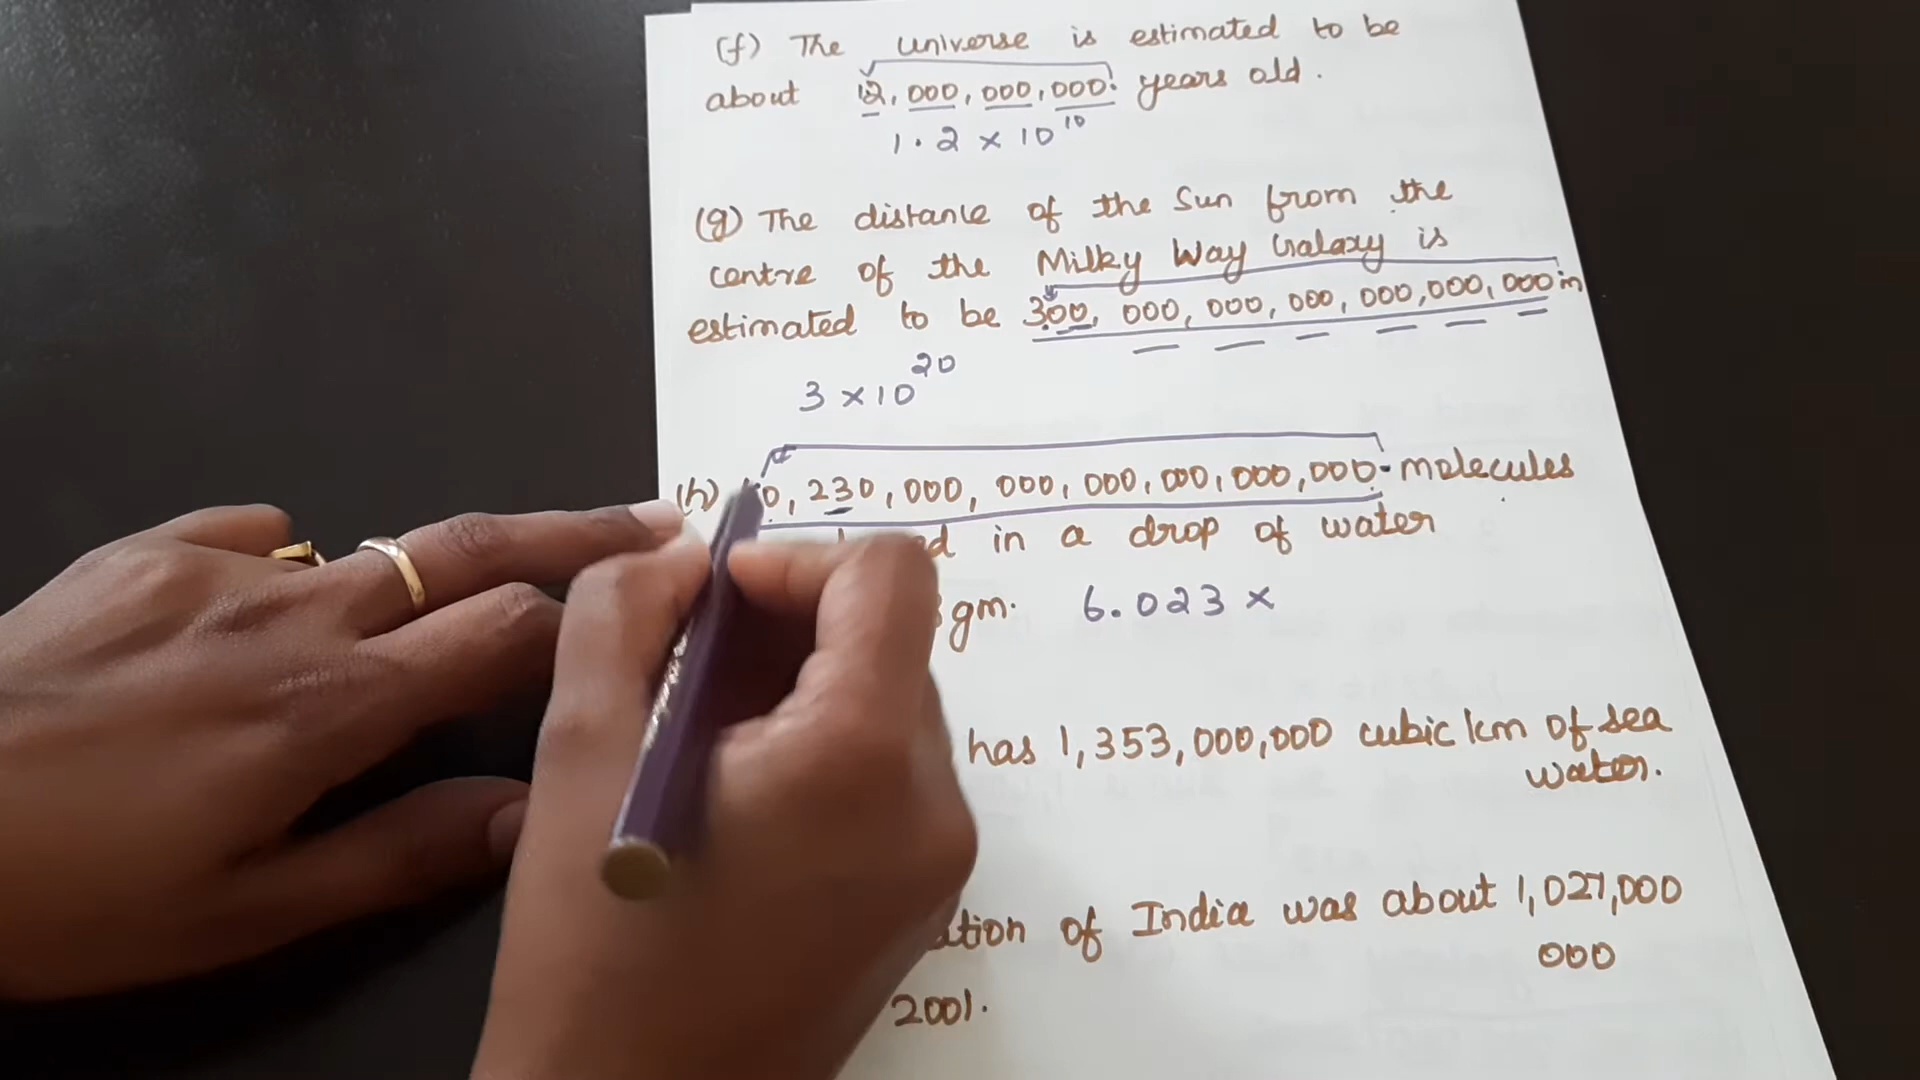 (f) The universe is estimated to be
about 12,000,000,000. years old.
1.2 × 10¹⁰
(g) The distance of the Sun from the
centre of the Milky Way Galaxy is
estimated to be 300, 000, 000, 000, 000,000,000 m
3 ×10²⁰
(h) 0, 230,000, 000,000,000,000,000. molecules
in a drop of water
gm. 6.023 ×
has 1,353,000,000 cubic km of sea
water.
of India was about 1,027,000
000
2001.